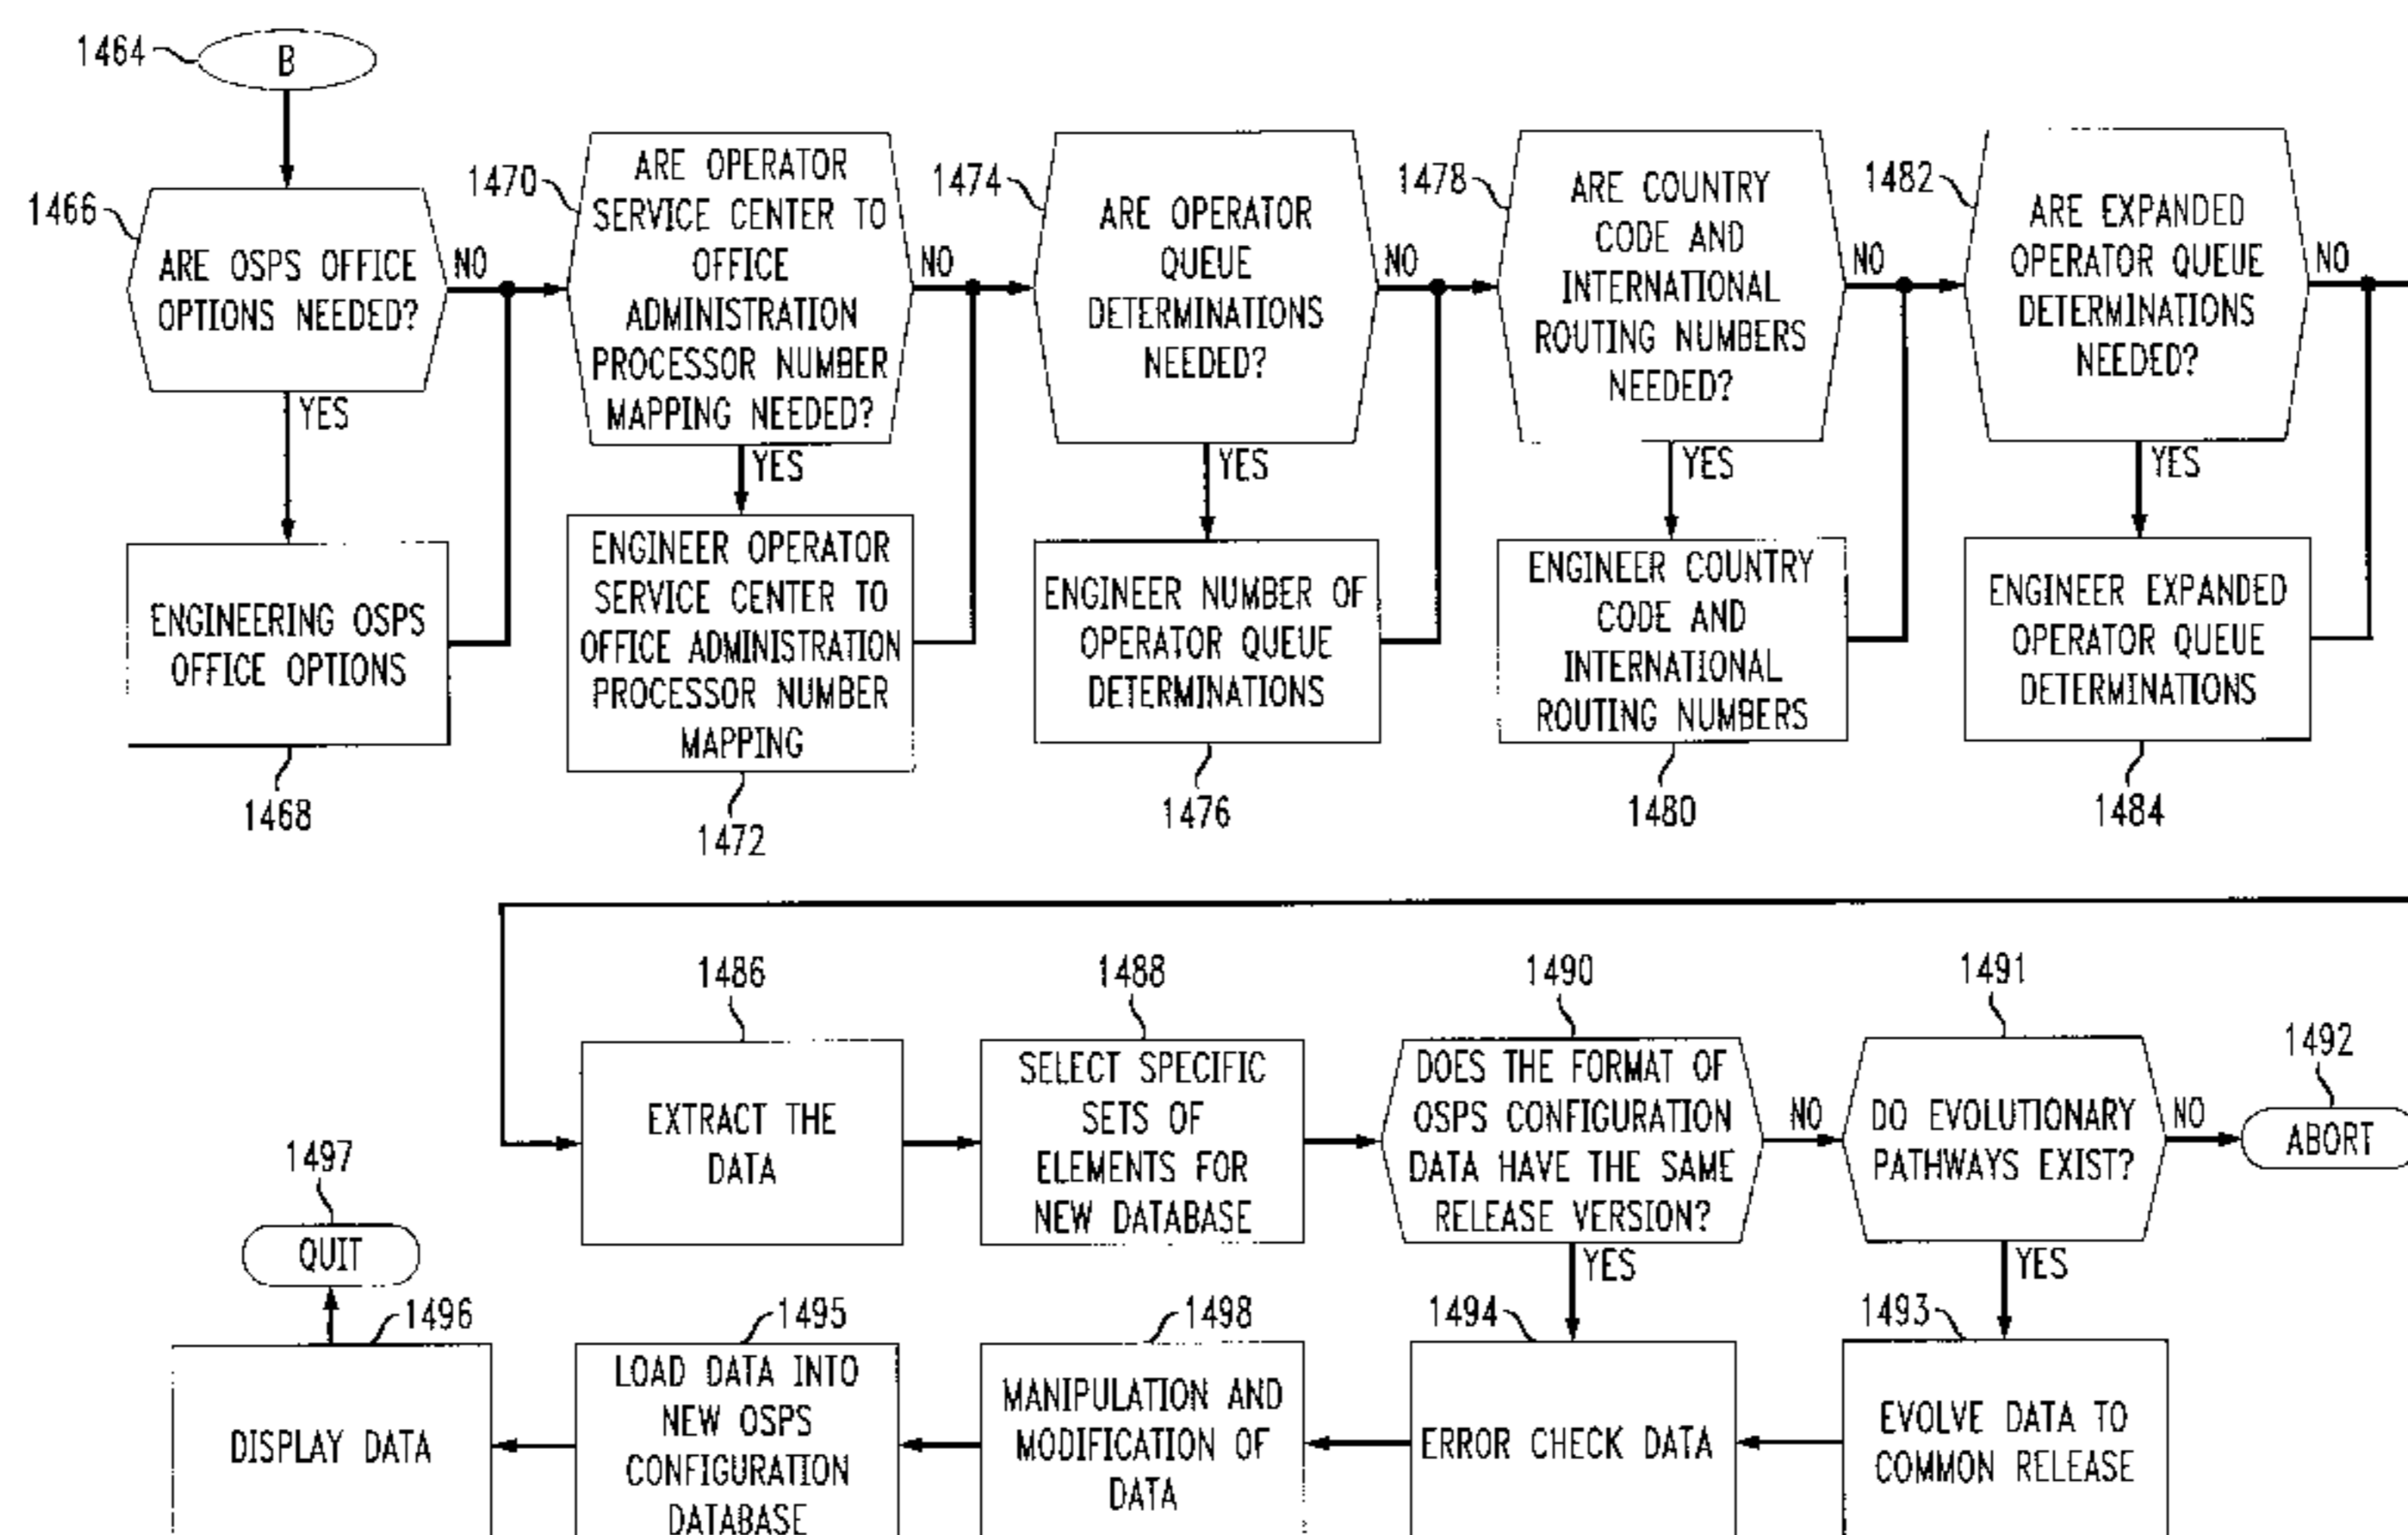 1464
B
1466
ARE OSPS OFFICE
OPTIONS NEEDED?
NO
YES
ENGINEERING OSPS
OFFICE OPTIONS
1468
1470
ARE OPERATOR
SERVICE CENTER TO
OFFICE
ADMINISTRATION
PROCESSOR NUMBER
MAPPING NEEDED?
NO
YES
ENGINEER OPERATOR
SERVICE CENTER TO
OFFICE ADMINISTRATION
PROCESSOR NUMBER
MAPPING
1472
1474
ARE OPERATOR
QUEUE
DETERMINATIONS
NEEDED?
NO
YES
ENGINEER NUMBER OF
OPERATOR QUEUE
DETERMINATIONS
1476
1478
ARE COUNTRY
CODE AND
INTERNATIONAL
ROUTING NUMBERS
NEEDED?
NO
YES
ENGINEER COUNTRY
CODE AND
INTERNATIONAL
ROUTING NUMBERS
1480
1482
ARE EXPANDED
OPERATOR QUEUE
DETERMINATIONS
NEEDED?
NO
YES
ENGINEER EXPANDED
OPERATOR QUEUE
DETERMINATIONS
1484
1486
EXTRACT THE
DATA
1488
SELECT SPECIFIC
SETS OF
ELEMENTS FOR
NEW DATABASE
1490
DOES THE FORMAT OF
OSPS CONFIGURATION
DATA HAVE THE SAME
RELEASE VERSION?
NO
YES
1491
DO EVOLUTIONARY
PATHWAYS EXIST?
NO
YES
1492
ABORT
1493
EVOLVE DATA TO
COMMON RELEASE
1494
ERROR CHECK DATA
1498
MANIPULATION AND
MODIFICATION OF
DATA
1495
LOAD DATA INTO
NEW OSPS
CONFIGURATION
DATABASE
1496
DISPLAY DATA
1497
QUIT